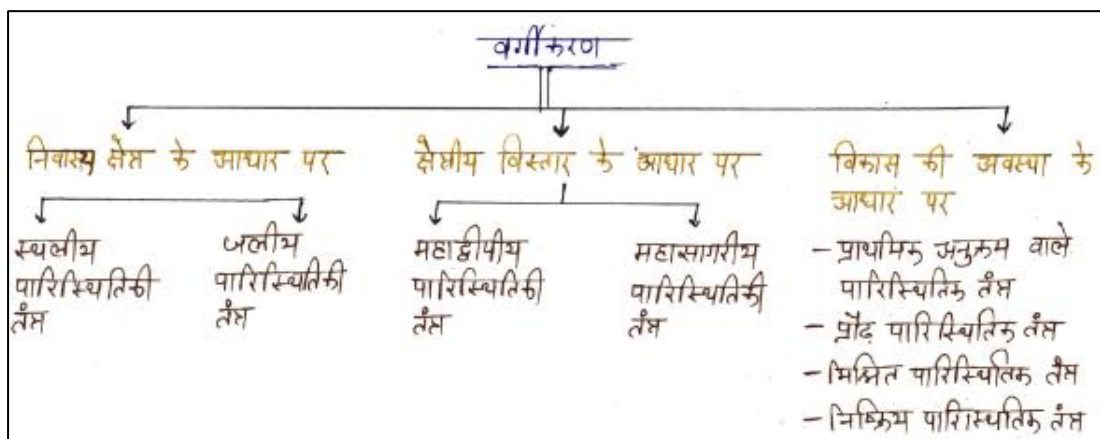 वर्गीकरण
निवास्य क्षेत्र के आधार पर
स्थलीय
पारिस्थितिकी
तंत्र
जलीय
पारिस्थितिकी
तंत्र
क्षेत्रीय विस्तार के आधार पर
महाद्वीपीय
पारिस्थितिकी
तंत्र
महासागरीय
पारिस्थितिकी
तंत्र
विकास की अवस्था के
आधार पर
- प्राथमिक अनुक्रम वाले
पारिस्थितिक तंत्र
- प्रौढ़ पारिस्थितिक तंत्र
- मिश्रित पारिस्थितिक तंत्र
- निष्क्रिय पारिस्थितिक तंत्र